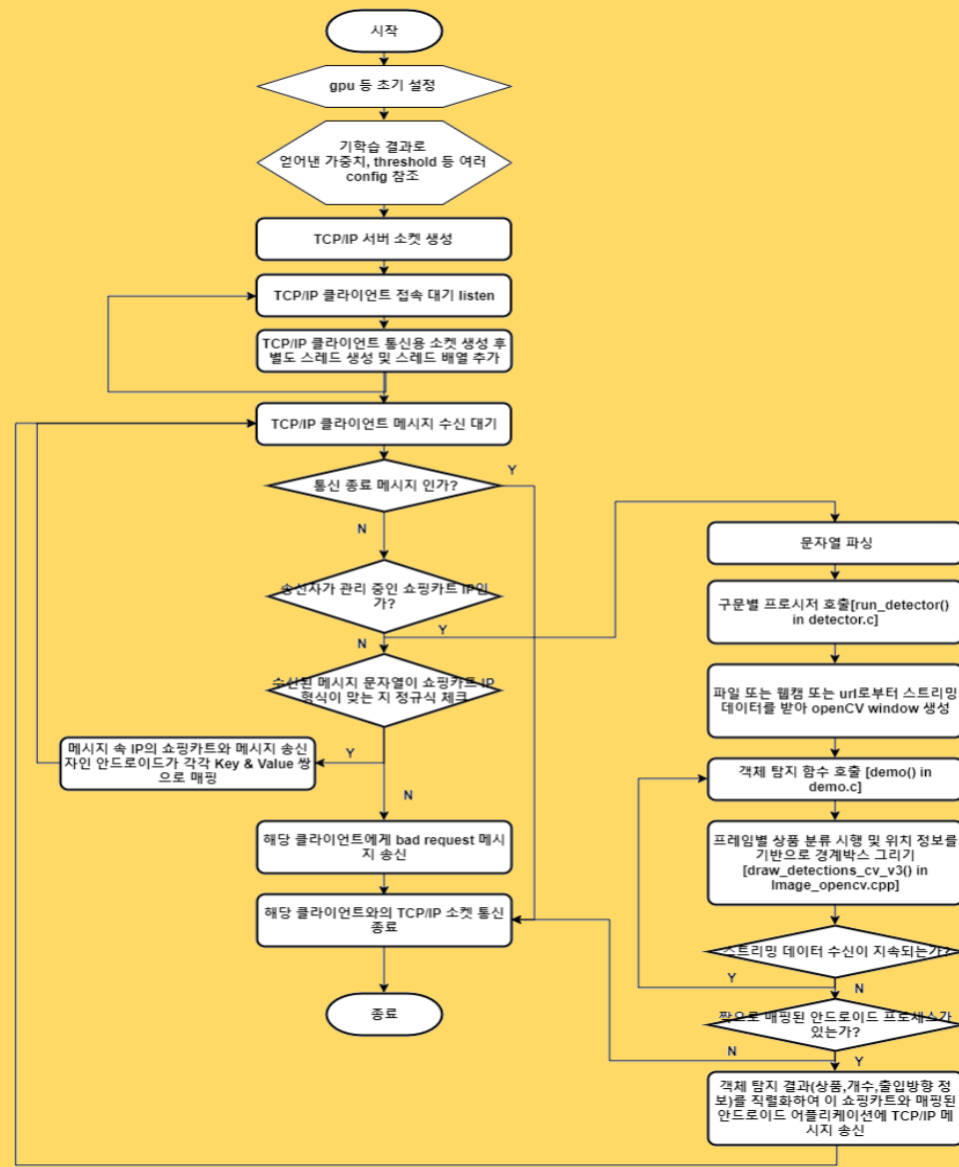 시작
gpu 등 초기 설정
기학습 결과로
얻어낸 가중치, threshold 등 여러
config 참조
TCP/IP 서버 소켓 생성
TCP/IP 클라이언트 접속 대기 listen
TCP/IP 클라이언트 통신용 소켓 생성 후
별도 스레드 생성 및 스레드 배열 추가
TCP/IP 클라이언트 메시지 수신 대기
통신 종료 메시지 인가?
Y
N
송신자가 관리 중인 쇼핑카트 IP인
가?
Y
N
수신된 메시지 문자열이 쇼핑카트 IP
형식이 맞는 지 정규식 체크
Y
메시지 속 IP의 쇼핑카트와 메시지 송신
자인 안드로이드가 각각 Key & Value 쌍
으로 매핑
N
해당 클라이언트에게 bad request 메시
지 송신
해당 클라이언트와의 TCP/IP 소켓 통신
종료
종료
문자열 파싱
구문별 프로시저 호출[run_detector()
in detector.c]
파일 또는 웹캠 또는 url로부터 스트리밍
데이터를 받아 openCV window 생성
객체 탐지 함수 호출 [demo() in
demo.c]
프레임별 상품 분류 시행 및 위치 정보를
기반으로 경계박스 그리기
[draw_detections_cv_v3() in
Image_opencv.cpp]
스트리밍 데이터 수신이 지속되는가?
Y
N
짝으로 매핑된 안드로이드 프로세스가
있는가?
N
Y
객체 탐지 결과(상품,개수,출입방향 정
보)를 직렬화하여 이 쇼핑카트와 매핑된
안드로이드 어플리케이션에 TCP/IP 메
시지 송신